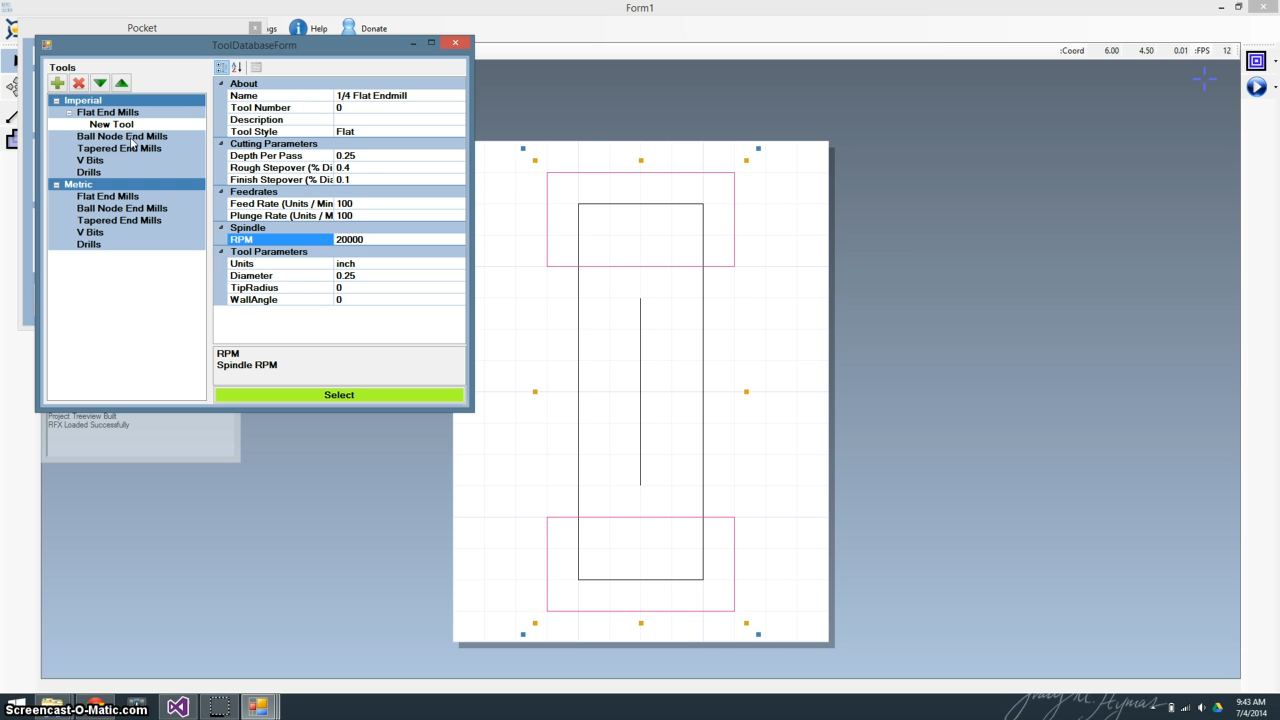 Form1
Pocket
ngs Help Donate
:Coord 6.00 4.50 0.01 :FPS 12
ToolDatabaseForm
Tools
Imperial
Flat End Mills
New Tool
Ball Node End Mills
Tapered End Mills
V Bits
Drills
Metric
Flat End Mills
Ball Node End Mills
Tapered End Mills
V Bits
Drills
About
Name 1/4 Flat Endmill
Tool Number 0
Description
Tool Style Flat
Cutting Parameters
Depth Per Pass 0.25
Rough Stepover (% Di 0.4
Finish Stepover (% Dia 0.1
Feedrates
Feed Rate (Units / Min 100
Plunge Rate (Units / M 100
Spindle
RPM 20000
Tool Parameters
Units inch
Diameter 0.25
TipRadius 0
WallAngle 0
RPM
Spindle RPM
Select
Project Treeview Built
RFX Loaded Successfully
Screencast-O-Matic.com
9:43 AM
7/4/2014